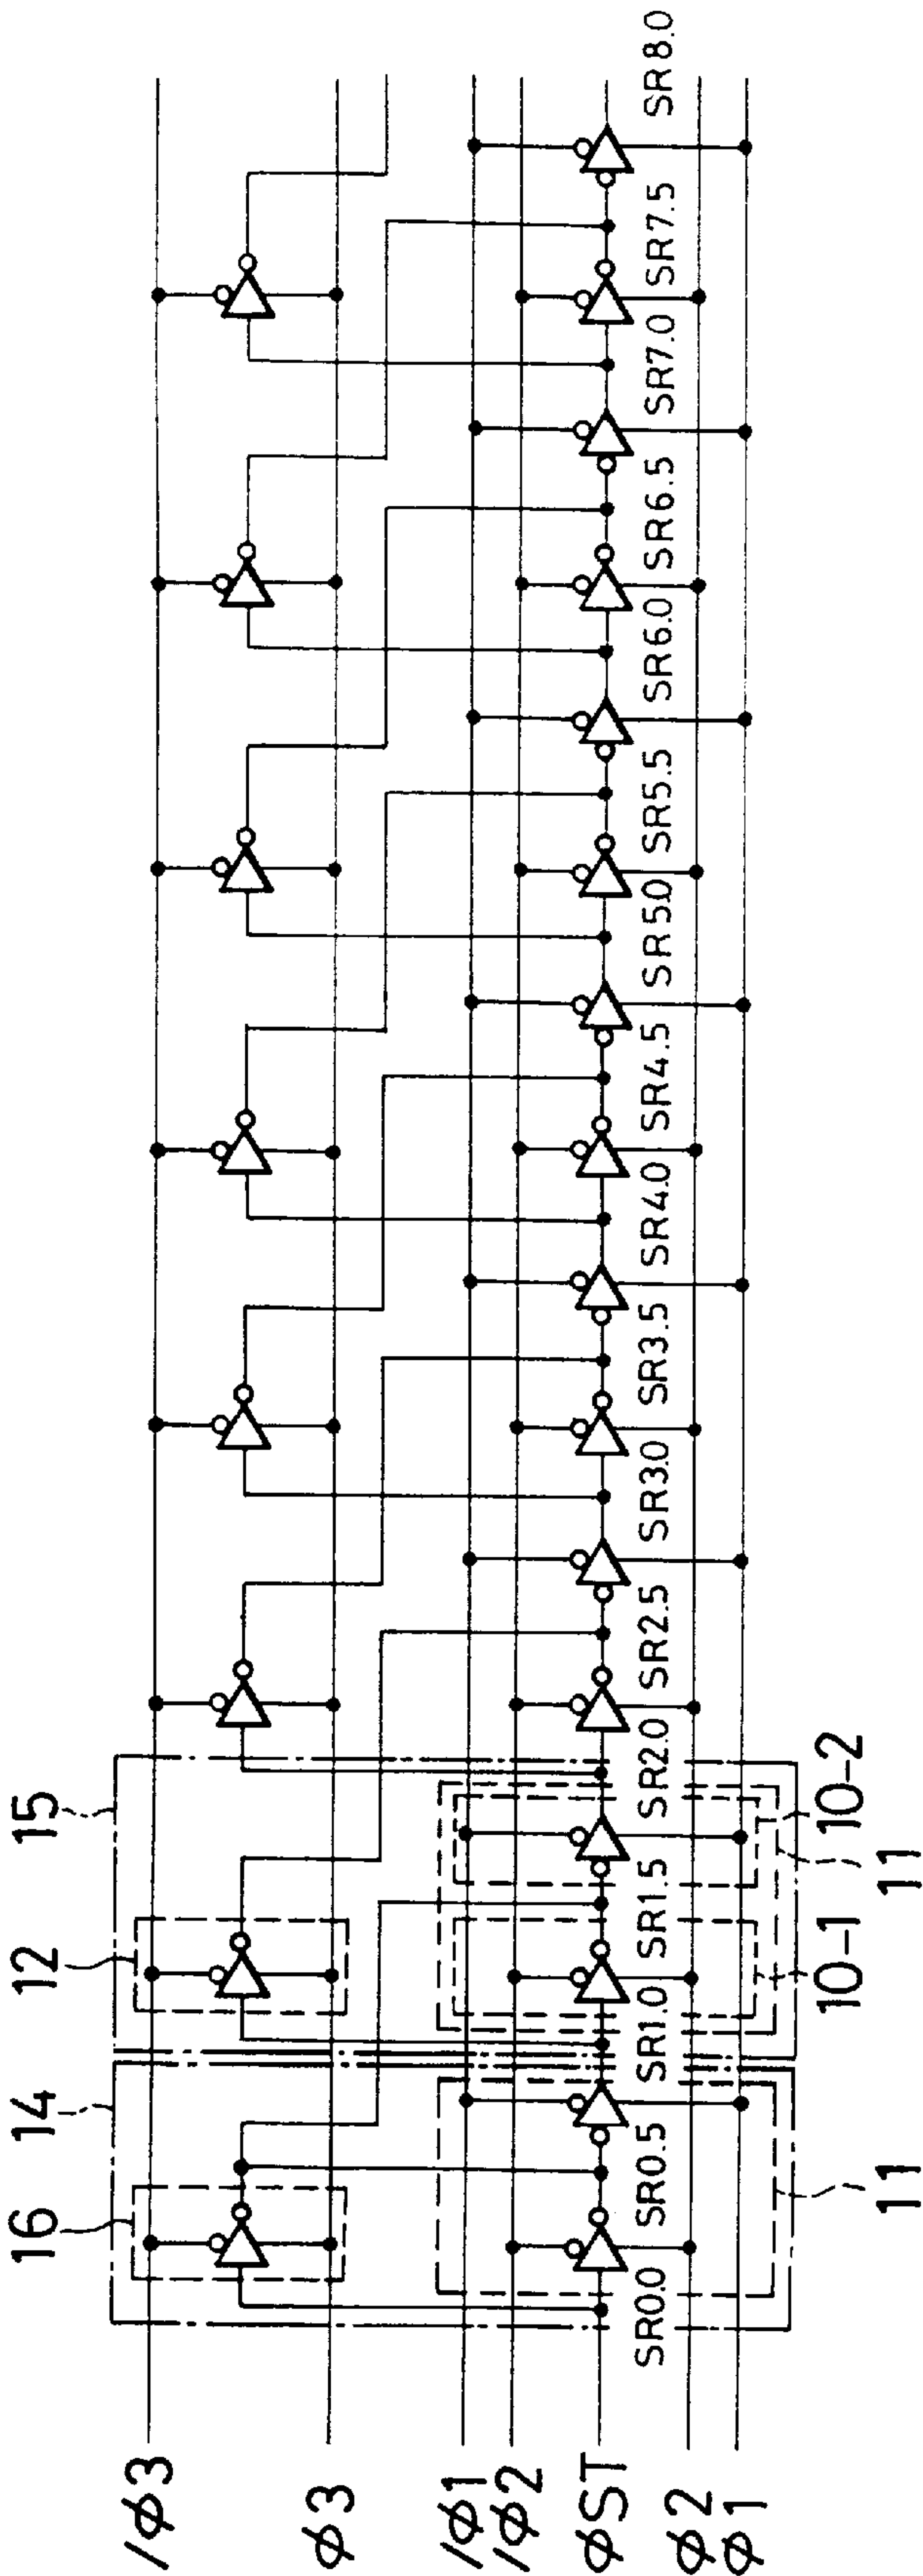 /φ3
φ3
/φ1
/φ2
φST
φ2
φ1
16
14
12
15
SR0.0
SR0.5
SR1.0
SR1.5
SR2.0
SR2.5
SR3.0
SR3.5
SR4.0
SR4.5
SR5.0
SR5.5
SR6.0
SR6.5
SR7.0
SR7.5
SR8.0
11
10-1
11
10-2